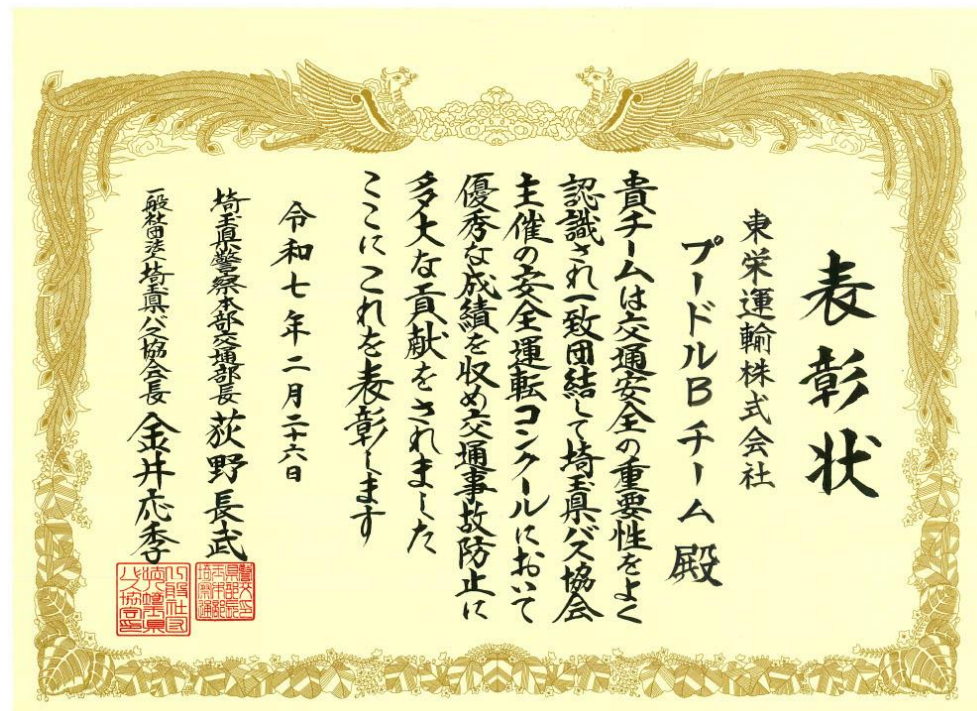 表彰状
東栄運輸株式会社
プードルBチーム 殿
貴チームは交通安全の重要性をよく
認識され一致団結して埼玉県バス協会
主催の安全運転コンクールにおいて
優秀な成績を収め交通事故防止に
多大な貢献をされました
ここにこれを表彰します
令和七年二月二十六日
埼玉県警察本部交通部長 荻野長武
一般社団法人埼玉県バス協会長 金井応季